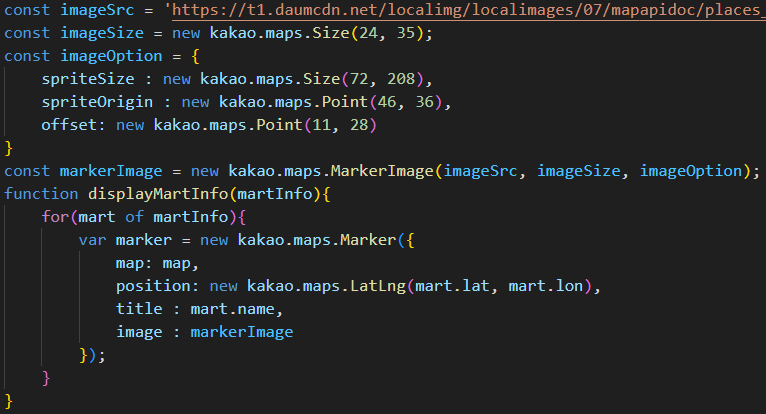 const imageSrc = 'https://t1.daumcdn.net/localimg/localimages/07/mapapidoc/places_
const imageSize = new kakao.maps.Size(24, 35);
const imageOption = {
    spriteSize : new kakao.maps.Size(72, 208),
    spriteOrigin : new kakao.maps.Point(46, 36),
    offset: new kakao.maps.Point(11, 28)
}
const markerImage = new kakao.maps.MarkerImage(imageSrc, imageSize, imageOption);
function displayMartInfo(martInfo){
    for(mart of martInfo){
        var marker = new kakao.maps.Marker({
            map: map,
            position: new kakao.maps.LatLng(mart.lat, mart.lon),
            title : mart.name,
            image : markerImage
        });
    }
}